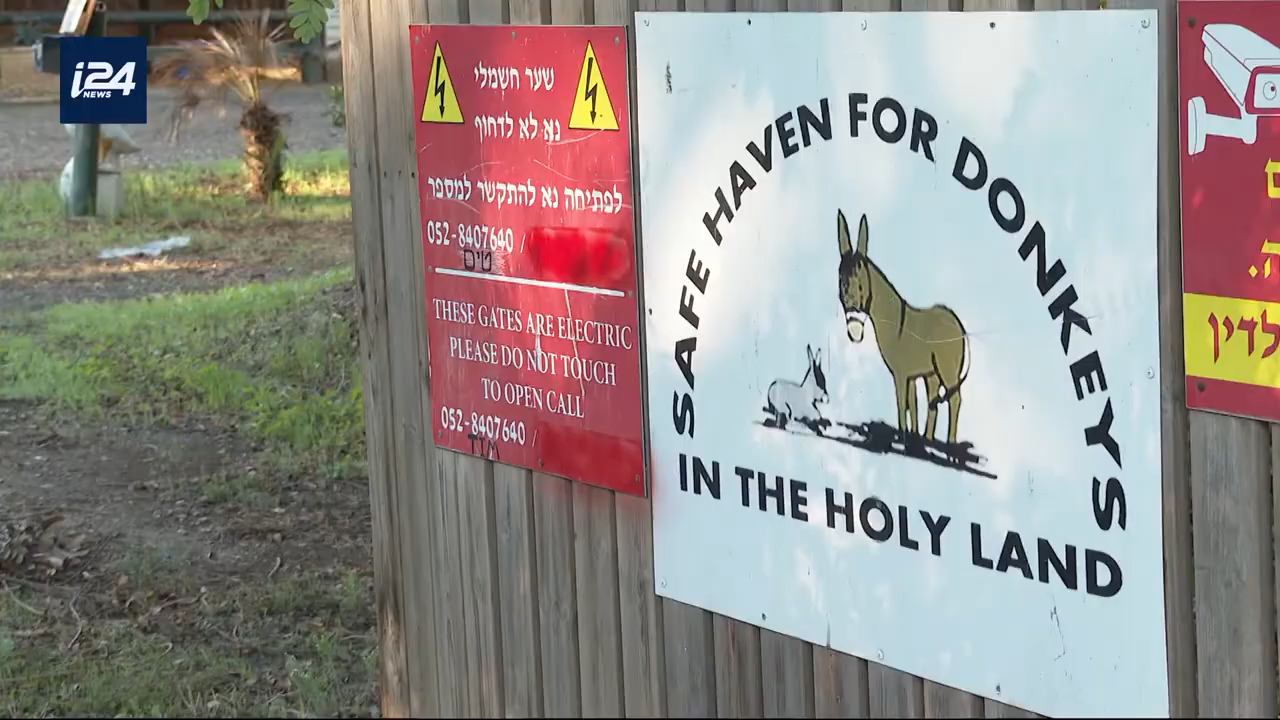 i24
NEWS
שער חשמלי
נא לא לדחוף
לפתיחה נא להתקשר למספר
052-8407640 /
טים
THESE GATES ARE ELECTRIC
PLEASE DO NOT TOUCH
TO OPEN CALL
052-8407640 /
SAFE HAVEN FOR DONKEYS
IN THE HOLY LAND